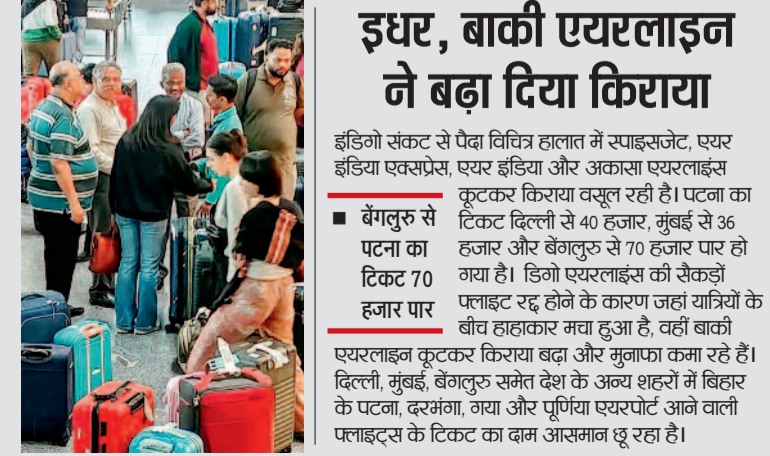 इधर, बाकी एयरलाइन
ने बढ़ा दिया किराया
इंडिगो संकट से पैदा विचित्र हालात में स्पाइसजेट, एयर
इंडिया एक्सप्रेस, एयर इंडिया और अकासा एयरलाइंस
कूटकर किराया वसूल रही है। पटना का
टिकट दिल्ली से 40 हजार, मुंबई से 36
हजार और बेंगलुरु से 70 हजार पार हो
गया है। डिगो एयरलाइंस की सैकड़ों
फ्लाइट रद्द होने के कारण जहां यात्रियों के
बीच हाहाकार मचा हुआ है, वहीं बाकी
■ बेंगलुरु से
पटना का
टिकट 70
हजार पार
एयरलाइन कूटकर किराया बढ़ा और मुनाफा कमा रहे हैं।
दिल्ली, मुंबई, बेंगलुरु समेत देश के अन्य शहरों में बिहार
के पटना, दरभंगा, गया और पूर्णिया एयरपोर्ट आने वाली
फ्लाइट्स के टिकट का दाम आसमान छू रहा है।